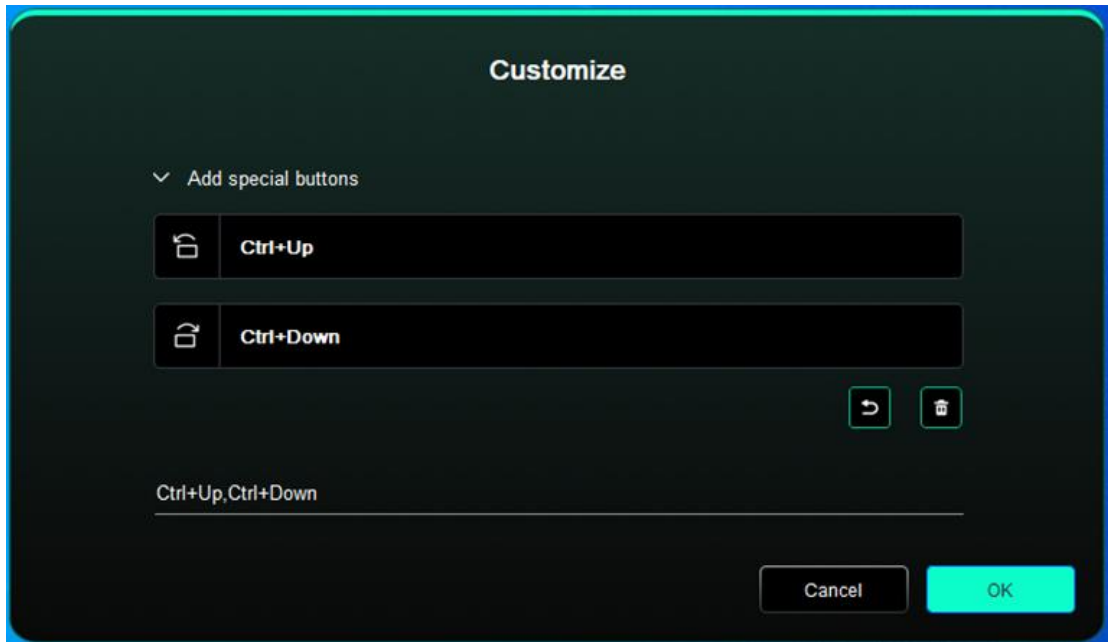 Customize
Add special buttons
Ctrl+Up
Ctrl+Down
Ctrl+Up,Ctrl+Down
Cancel
OK